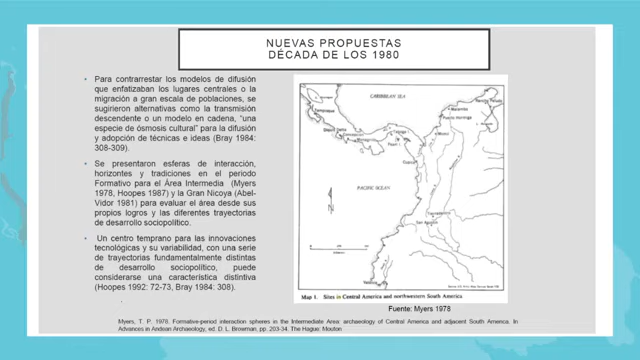 NUEVAS PROPUESTAS
DÉCADA DE LOS 1980
Para contrarrestar los modelos de difusión
que enfatizaban los lugares centrales o la
migración a gran escala de poblaciones, se
sugirieron alternativas como la transmisión
descendente o un modelo en cadena, “una
especie de ósmosis cultural” para la difusión
y adopción de técnicas e ideas (Bray 1984:
308-309).
Se presentaron esferas de interacción,
horizontes y tradiciones en el periodo
Formativo para el Área Intermedia (Myers
1978, Hoopes 1987) y la Gran Nicoya (Abel-
Vidor 1981) para evaluar el área desde sus
propios logros y las diferentes trayectorias
de desarrollo sociopolítico.
Un centro temprano para las innovaciones
tecnológicas y su variabilidad, con una serie
de trayectorias fundamentalmente distintas
de desarrollo sociopolítico, puede
considerarse una característica distintiva
(Hoopes 1992: 72-73, Bray 1984: 308).
CARIBBEAN SEA
PACIFIC OCEAN
Map 1. Sites in Central America and northwestern South America
Fuente: Myers 1978
Myers, T. P. 1978. Formative-period interaction spheres in the Intermediate Area: archaeology of Central America and adjacent South America. In
Advances in Andean Archaeology, ed. D. L. Browman, pp. 203-34. The Hague: Mouton